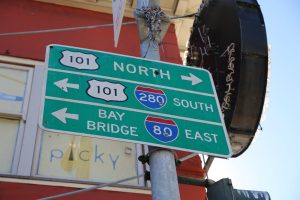 101 NORTH
101 280 SOUTH
BAY
BRIDGE 80 EAST
picky